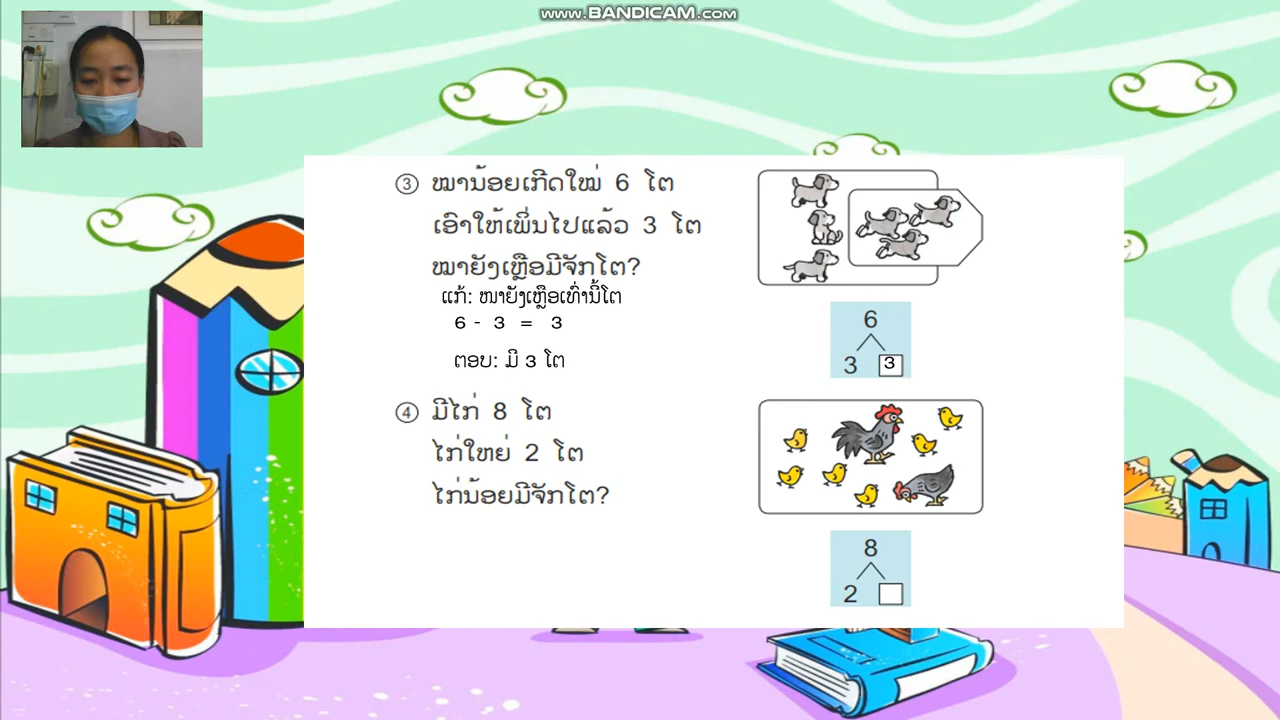 www.BANDICAM.com
③ ໝານ້ອຍເກີດໃໝ່ 6 ໂຕ
ເອົາໃຫ້ເພິ່ນໄປແລ້ວ 3 ໂຕ
ໝາຍັງເຫຼືອມີຈັກໂຕ?
ແກ້: ໜາຍັງເຫຼືອເທົ່ານີ້ໂຕ
6 - 3 = 3
ຕອບ: ມີ 3 ໂຕ
6
3 3
④ ມີໄກ່ 8 ໂຕ
ໄກ່ໃຫຍ່ 2 ໂຕ
ໄກ່ນ້ອຍມີຈັກໂຕ?
8
2